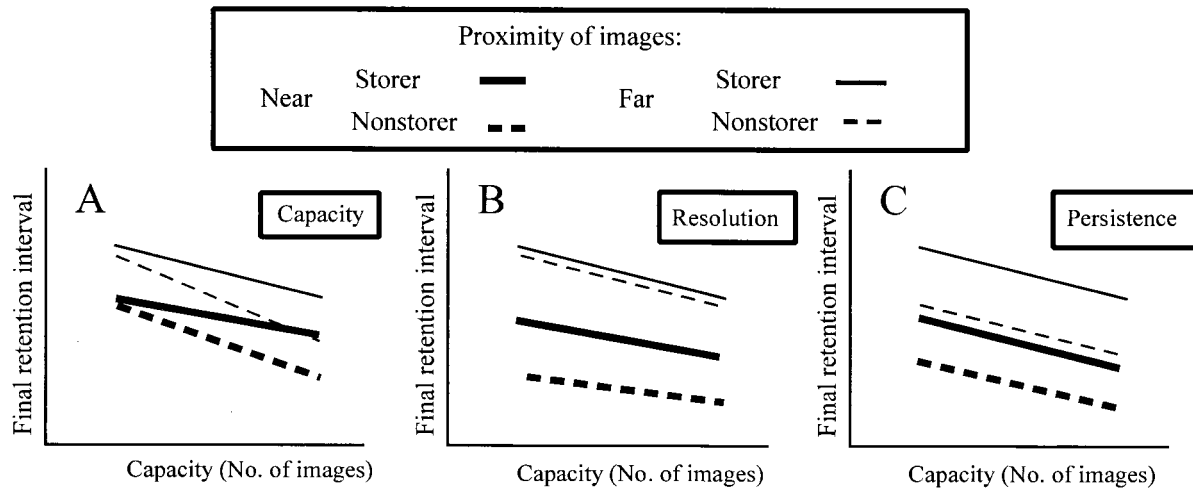 Proximity of images:
Near Storer Far Storer
Nonstorer Nonstorer
A Capacity
Final retention interval
Capacity (No. of images)
B Resolution
Final retention interval
Capacity (No. of images)
C Persistence
Final retention interval
Capacity (No. of images)